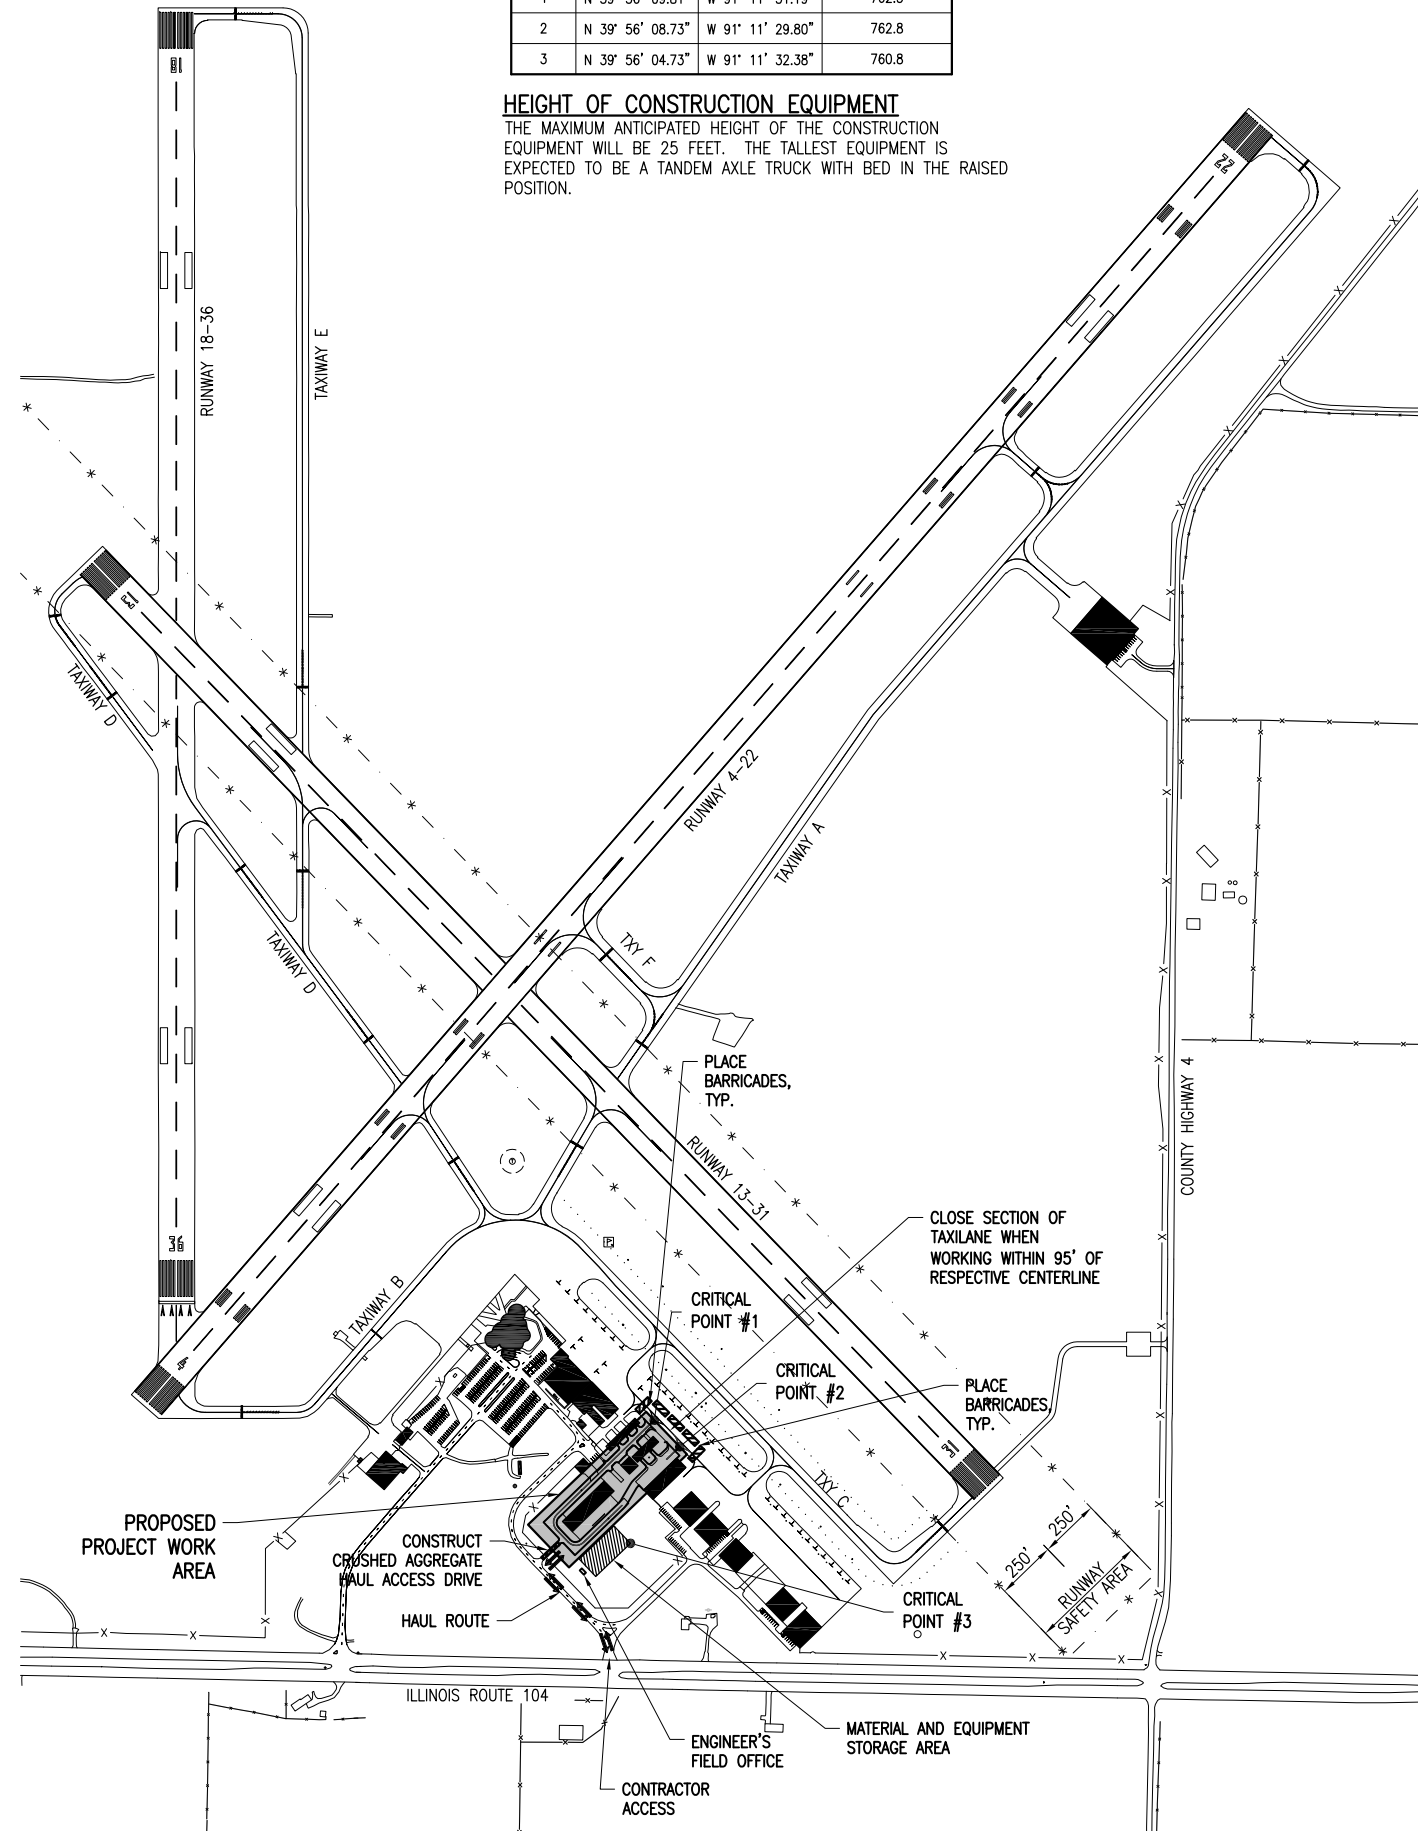 2 N 39° 56' 08.73" W 91° 11' 29.80" 762.8
3 N 39° 56' 04.73" W 91° 11' 32.38" 760.8
HEIGHT OF CONSTRUCTION EQUIPMENT
THE MAXIMUM ANTICIPATED HEIGHT OF THE CONSTRUCTION
EQUIPMENT WILL BE 25 FEET. THE TALLEST EQUIPMENT IS
EXPECTED TO BE A TANDEM AXLE TRUCK WITH BED IN THE RAISED
POSITION.
18
22
RUNWAY 18-36
TAXIWAY E
13
TAXIWAY D
RUNWAY 4-22
TAXIWAY A
TAXIWAY D
TXY F
PLACE
BARRICADES,
TYP.
COUNTY HIGHWAY 4
RUNWAY 13-31
36
P
CLOSE SECTION OF
TAXILANE WHEN
WORKING WITHIN 95' OF
RESPECTIVE CENTERLINE
TAXIWAY B
CRITICAL
POINT #1
4
CRITICAL
POINT #2
PLACE
BARRICADES,
TYP.
31
TXY C
PROPOSED
PROJECT WORK
AREA
CONSTRUCT
CRUSHED AGGREGATE
HAUL ACCESS DRIVE
250'
250'
RUNWAY
SAFETY AREA
HAUL ROUTE
CRITICAL
POINT #3
ILLINOIS ROUTE 104
MATERIAL AND EQUIPMENT
STORAGE AREA
ENGINEER'S
FIELD OFFICE
CONTRACTOR
ACCESS